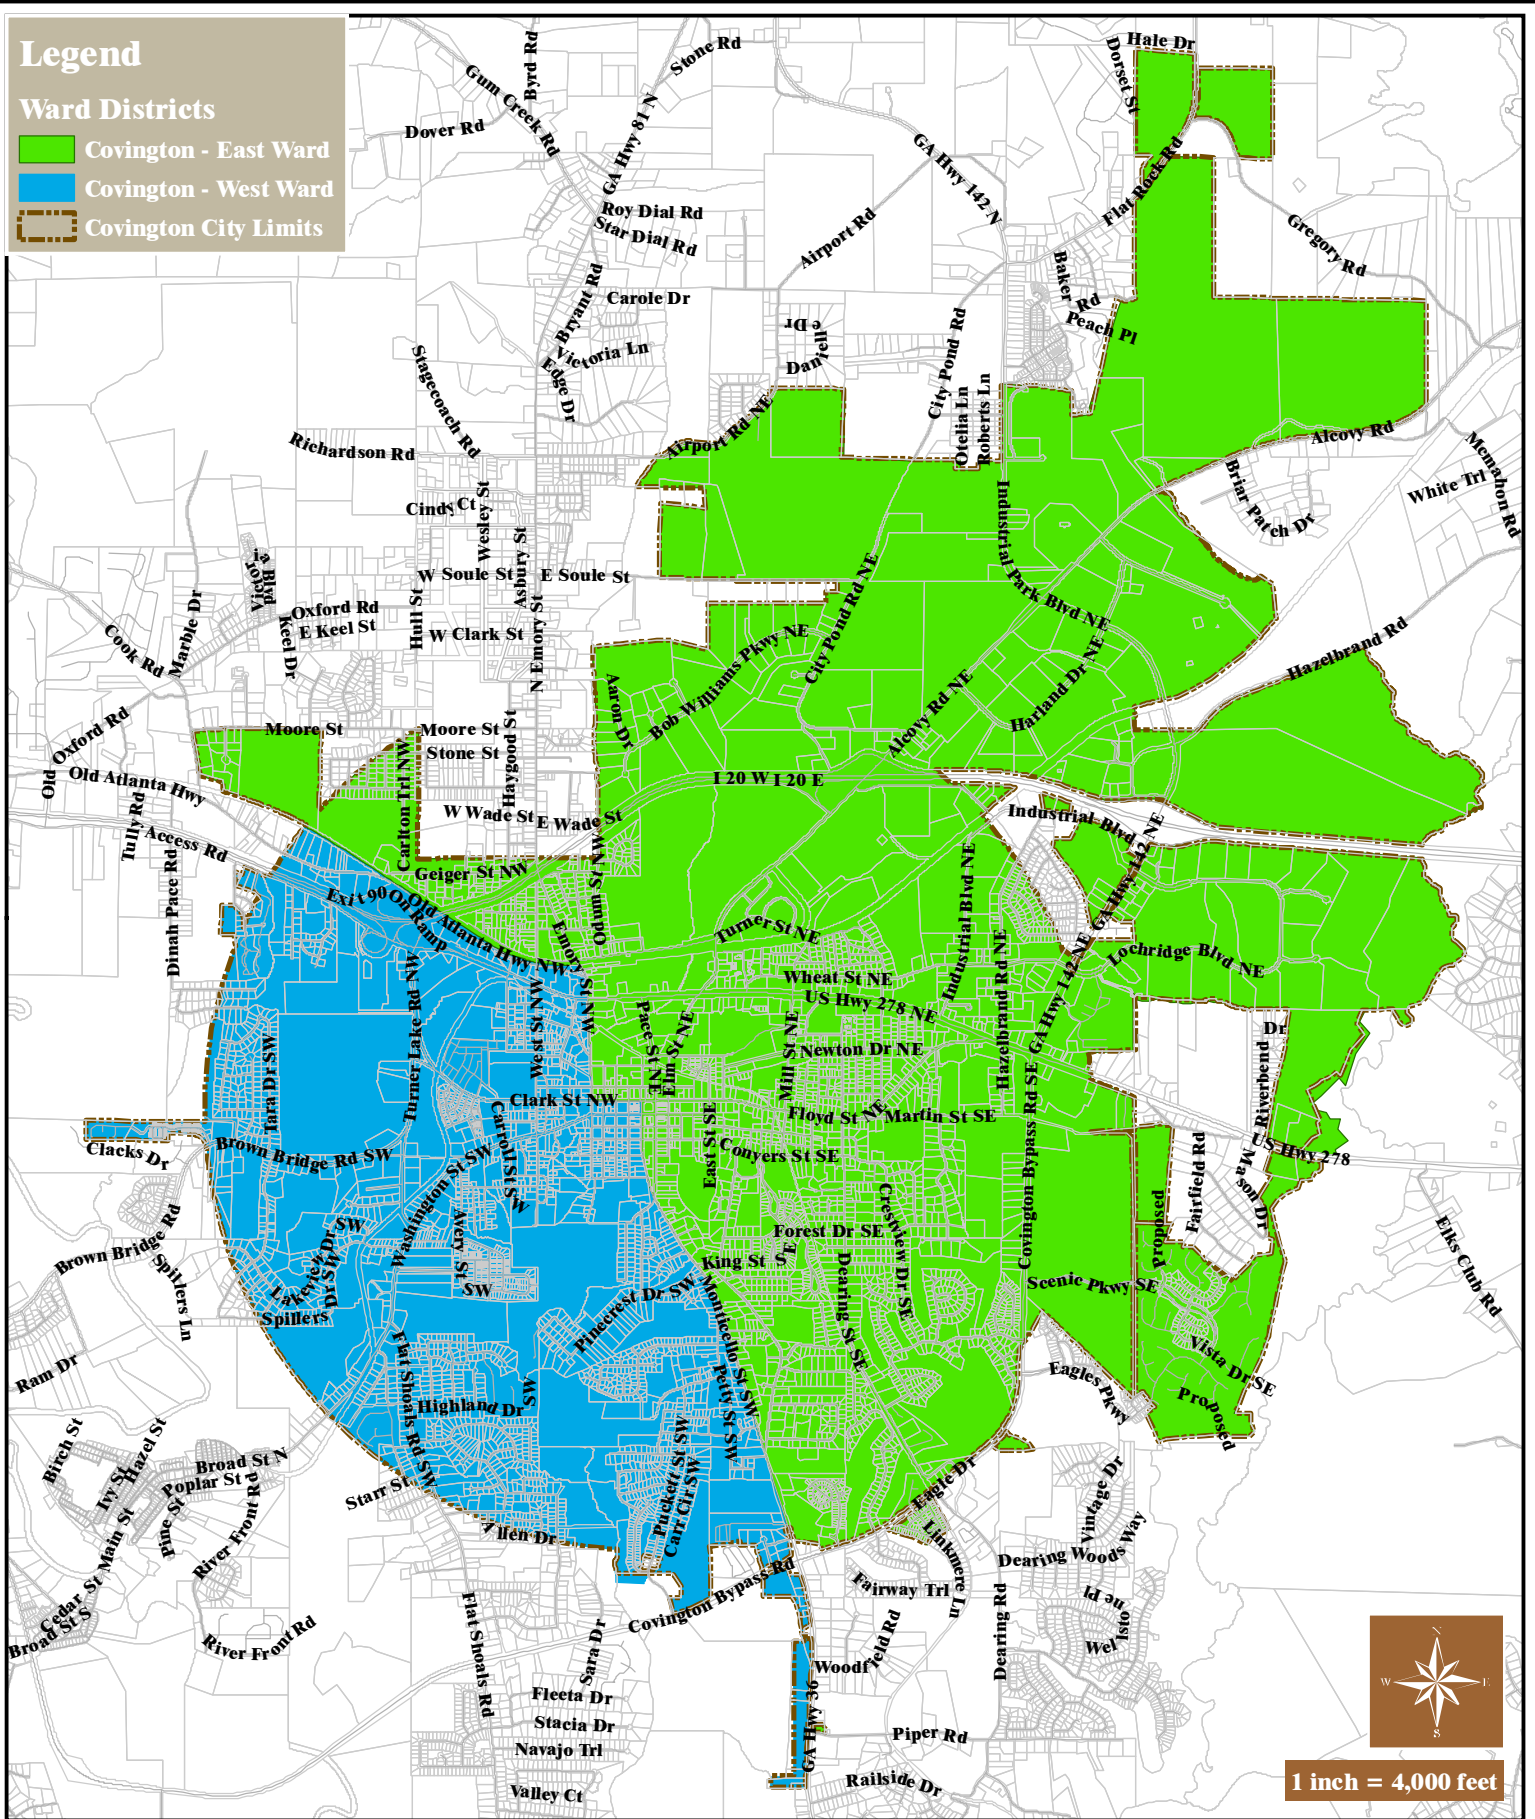 Legend
Ward Districts
Covington - East Ward
Covington - West Ward
Covington City Limits
Hale Dr
Dorset St
Stone Rd
Byrd Rd
Gum Creek Rd
Dover Rd
GA Hwy 81 N
GA Hwy 142 N
Flat Rock Rd
Roy Dial Rd
Star Dial Rd
Airport Rd
Gregory Rd
Baker Rd
Bryant Rd
Carole Dr
Peach Pl
Danielle Dr
City Pond Rd
Victoria Ln
Edge Dr
Stagecoach Rd
Otelia Ln
Roberts Ln
Airport Rd NE
Richardson Rd
Alcovy Rd
Mcmahon Rd
White Trl
Briar Patch Dr
Cindy Ct
Wesley St
Asbury St
Industrial Park Blvd NE
W Soule St
E Soule St
Victoria Blvd
City Pond Rd NE
Oxford Rd
E Keel St
Keel Dr
Hull St
W Clark St
N Emory St
Cook Rd
Marble Dr
Bob Williams Pkwy NE
Hazelbrand Rd
Harland Dr NE
Alcovy Rd NE
Aaron Dr
Old Oxford Rd
Moore St
Moore St
Stone St
Haygood St
Carlton Trl NW
Old Atlanta Hwy
I 20 W
I 20 E
W Wade St
E Wade St
Tully Rd
Access Rd
Industrial Blvd
GA Hwy 142 NE
Dinah Pace Rd
Geiger St NW
Odum St NW
Exit 90 On Ramp
Old Atlanta Hwy NW
Emory St NW
Turner St NE
Industrial Blvd NE
Hazelbrand Rd NE
GA Hwy 142 NE
Lochridge Blvd NE
Wheat St NE
US Hwy 278 NE
Turner Lake Rd NW
West St NW
Pace St NE
Elm St NE
Mill St NE
Newton Dr NE
Riverbend Dr
Tara Dr SW
Clark St NW
Floyd St NE
Martin St SE
Clacks Dr
Brown Bridge Rd SW
Carroll St SW
East St SE
Conyers St SE
Covington Bypass Rd SE
US Hwy 278
Fairfield Rd
Mason Dr
Washington St SW
Avery St SW
Crestview Dr SE
Forest Dr SE
King St SE
Dearing St SE
Proposed
Elks Club Rd
Brown Bridge Rd
Spillers Ln
Lakeview Dr SW
Spillers Dr SW
Scenic Pkwy SE
Pinecrest Dr SW
Monticello St SW
Petty St SW
Vista Dr SE
Proposed
Eagles Pkwy
Ram Dr
Flat Shoals Rd SW
Highland Dr SW
Birch St
Ivy St
Hazel St
Broad St N
Poplar St
Pine St
Main St
River Front Rd
Starr St
Puckett St SW
Carr Cir SW
Allen Dr
Eagle Dr
Linkmere Ln
Vintage Dr
Dearing Woods Way
Cedar St
Broad St S
River Front Rd
Flat Shoals Rd
Covington Bypass Rd
Fairway Trl
Woodfield Rd
Dearing Rd
Welistone Pl
Sara Dr
Fleeta Dr
Stacia Dr
Navajo Trl
Valley Ct
GA Hwy 36
Piper Rd
Railside Dr
N
W
E
S
1 inch = 4,000 feet